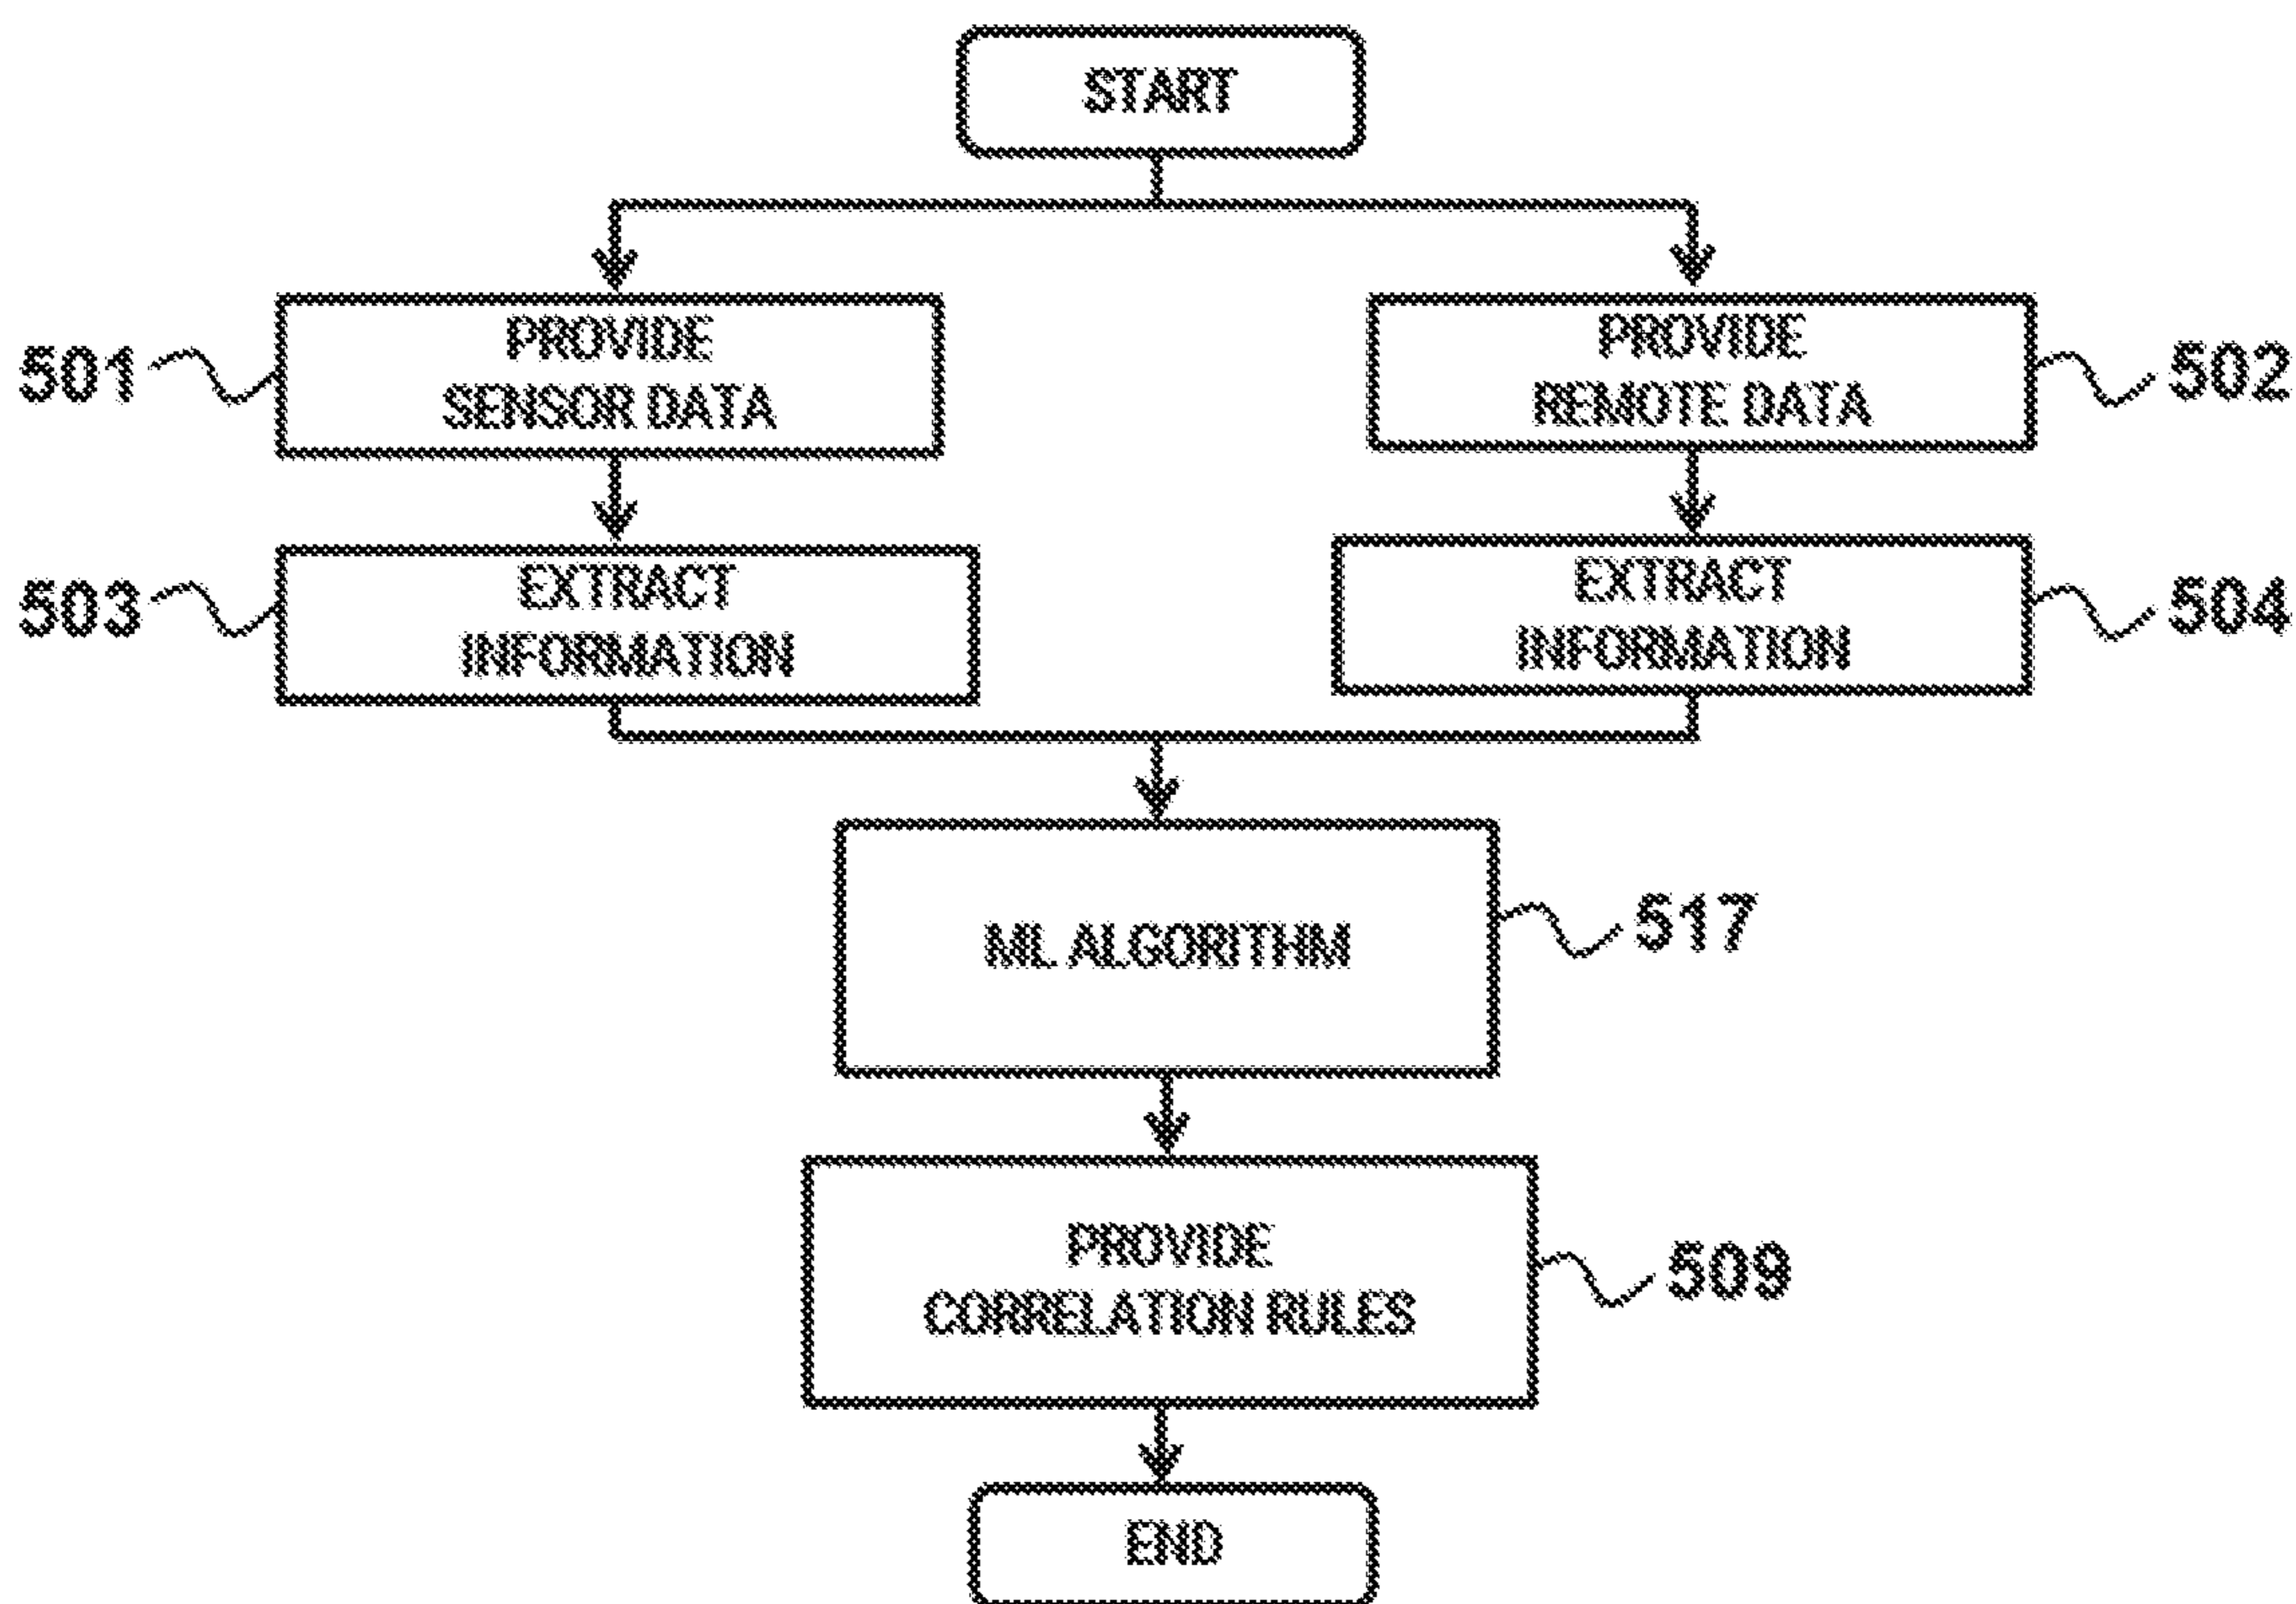 START
501
PROVIDE
SENSOR DATA
PROVIDE
REMOTE DATA
502
503
EXTRACT
INFORMATION
EXTRACT
INFORMATION
504
ML ALGORITHM
517
PROVIDE
CORRELATION RULES
509
END